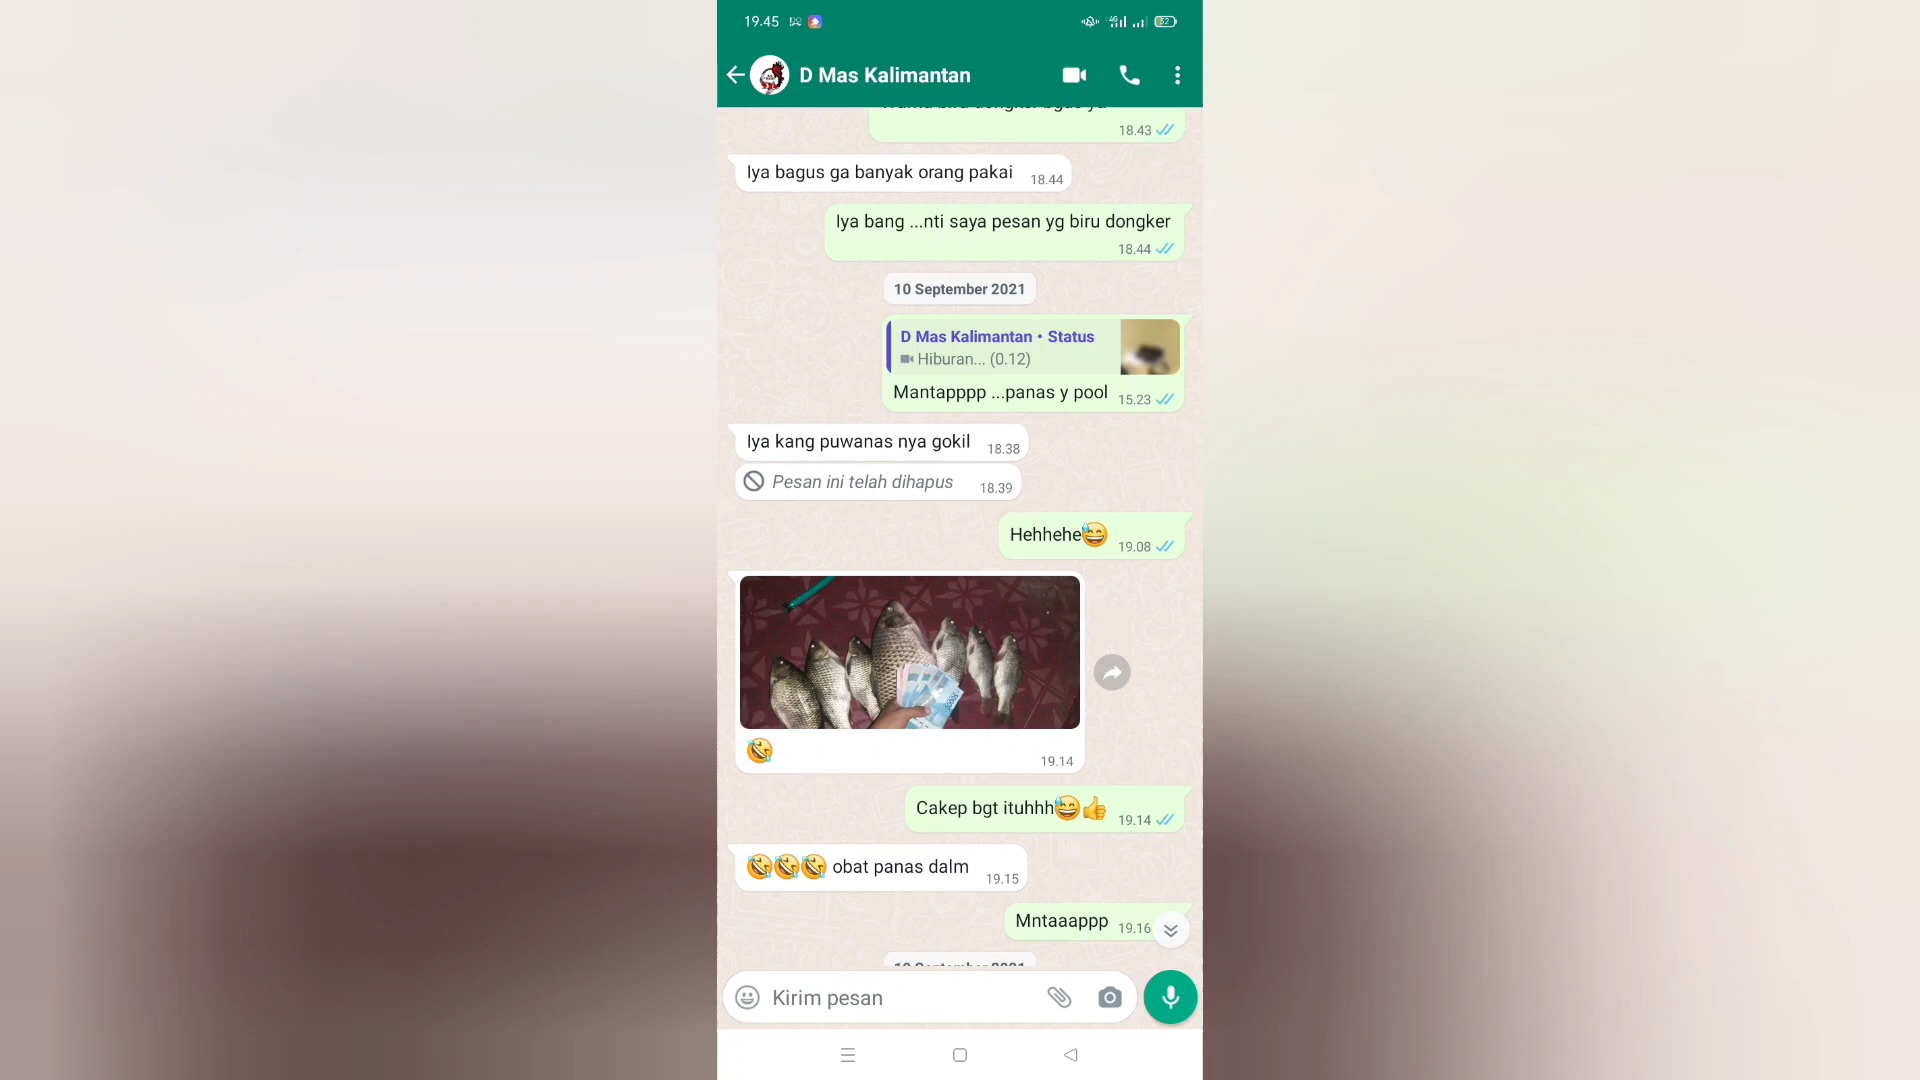 19.45
52
D Mas Kalimantan
18.43
Iya bagus ga banyak orang pakai
18.44
Iya bang ...nti saya pesan yg biru dongker
18.44
10 September 2021
D Mas Kalimantan • Status
Hiburan... (0.12)
Mantapppp ...panas y pool
15.23
Iya kang puwanas nya gokil
18.38
Pesan ini telah dihapus
18.39
Hehhehe😅
19.08
🤣
19.14
Cakep bgt ituhhh😅👍
19.14
🤣🤣🤣 obat panas dalm
19.15
Mntaaappp
19.16
Kirim pesan